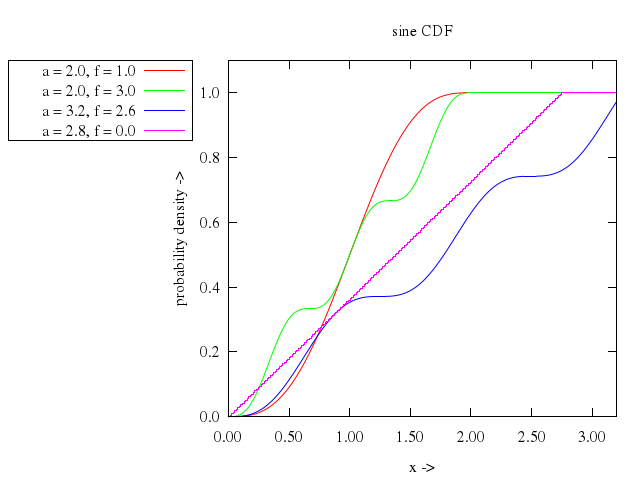 sine CDF
a = 2.0, f = 1.0
a = 2.0, f = 3.0
a = 3.2, f = 2.6
a = 2.8, f = 0.0
probability density ->
1.0
0.8
0.6
0.4
0.2
0.0
0.00 0.50 1.00 1.50 2.00 2.50 3.00
x ->